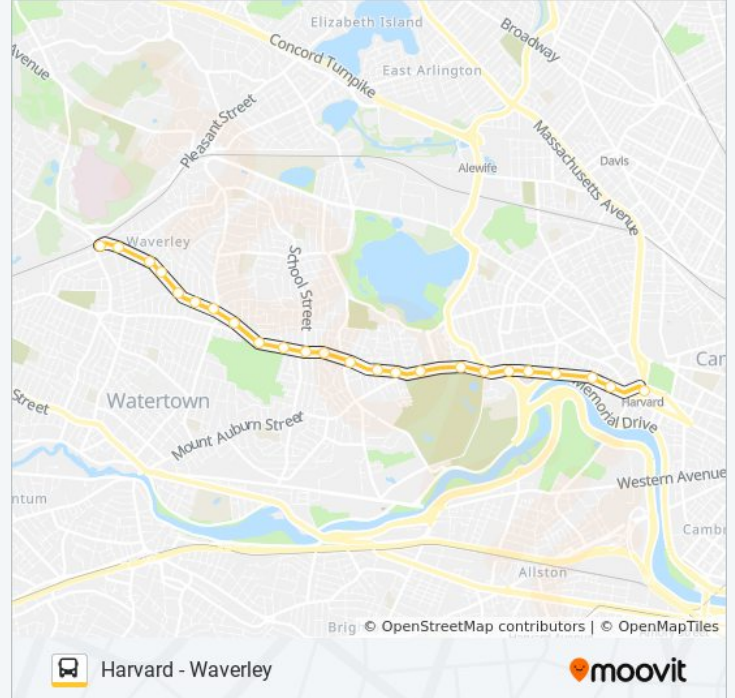 Elizabeth Island
Broadway
Concord Turnpike
East Arlington
Avenue
Pleasant Street
Massachusetts Avenue
Davis
Alewife
Waverley
School Street
Car
Watertown
Street
Harvard
Memorial Drive
Mount Auburn Street
Western Avenue
ntum
Cambr
Allston
Brig
© OpenStreetMap contributors | © OpenMapTiles
Harvard - Waverley
moovit